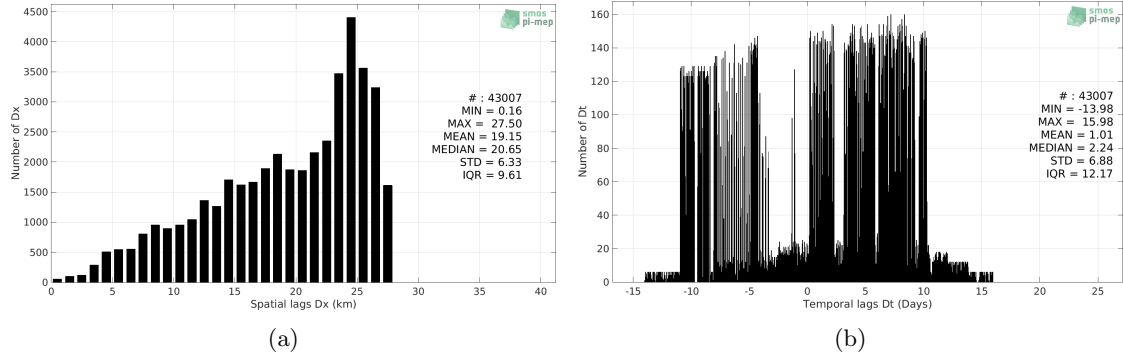 smos
pi-mep
4500
4000
3500
3000
2500
2000
1500
1000
500
0
Number of Dx
# : 43007
MIN = 0.16
MAX = 27.50
MEAN = 19.15
MEDIAN = 20.65
STD = 6.33
IQR = 9.61
0 5 10 15 20 25 30 35 40
Spatial lags Dx (km)
(a)
smos
pi-mep
160
140
120
100
80
60
40
20
0
Number of Dt
# : 43007
MIN = -13.98
MAX = 15.98
MEAN = 1.01
MEDIAN = 2.24
STD = 6.88
IQR = 12.17
-15 -10 -5 0 5 10 15 20 25
Temporal lags Dt (Days)
(b)